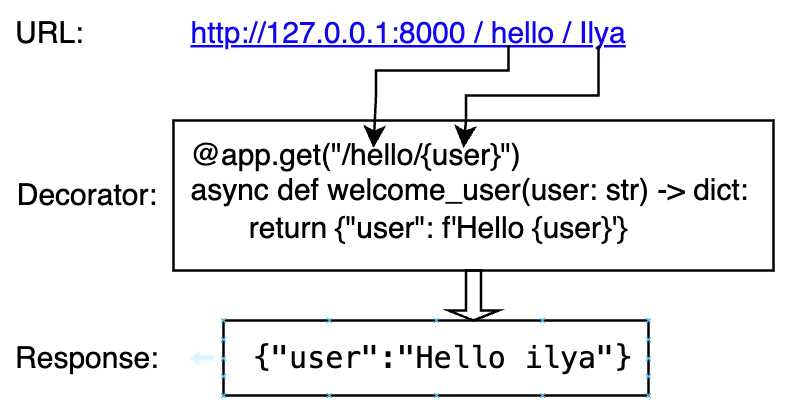 URL: http://127.0.0.1:8000 / hello / Ilya
@app.get("/hello/{user}")
Decorator: async def welcome_user(user: str) -> dict:
return {"user": f'Hello {user}'}
Response: {"user":"Hello ilya"}